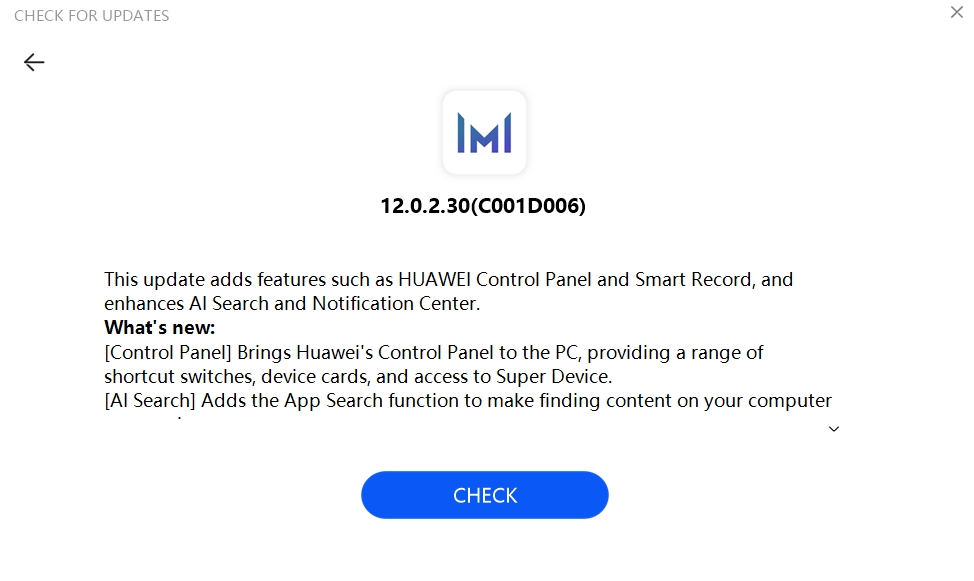 CHECK FOR UPDATES
12.0.2.30(C001D006)
This update adds features such as HUAWEI Control Panel and Smart Record, and
enhances AI Search and Notification Center.
What's new:
[Control Panel] Brings Huawei's Control Panel to the PC, providing a range of
shortcut switches, device cards, and access to Super Device.
[AI Search] Adds the App Search function to make finding content on your computer
CHECK